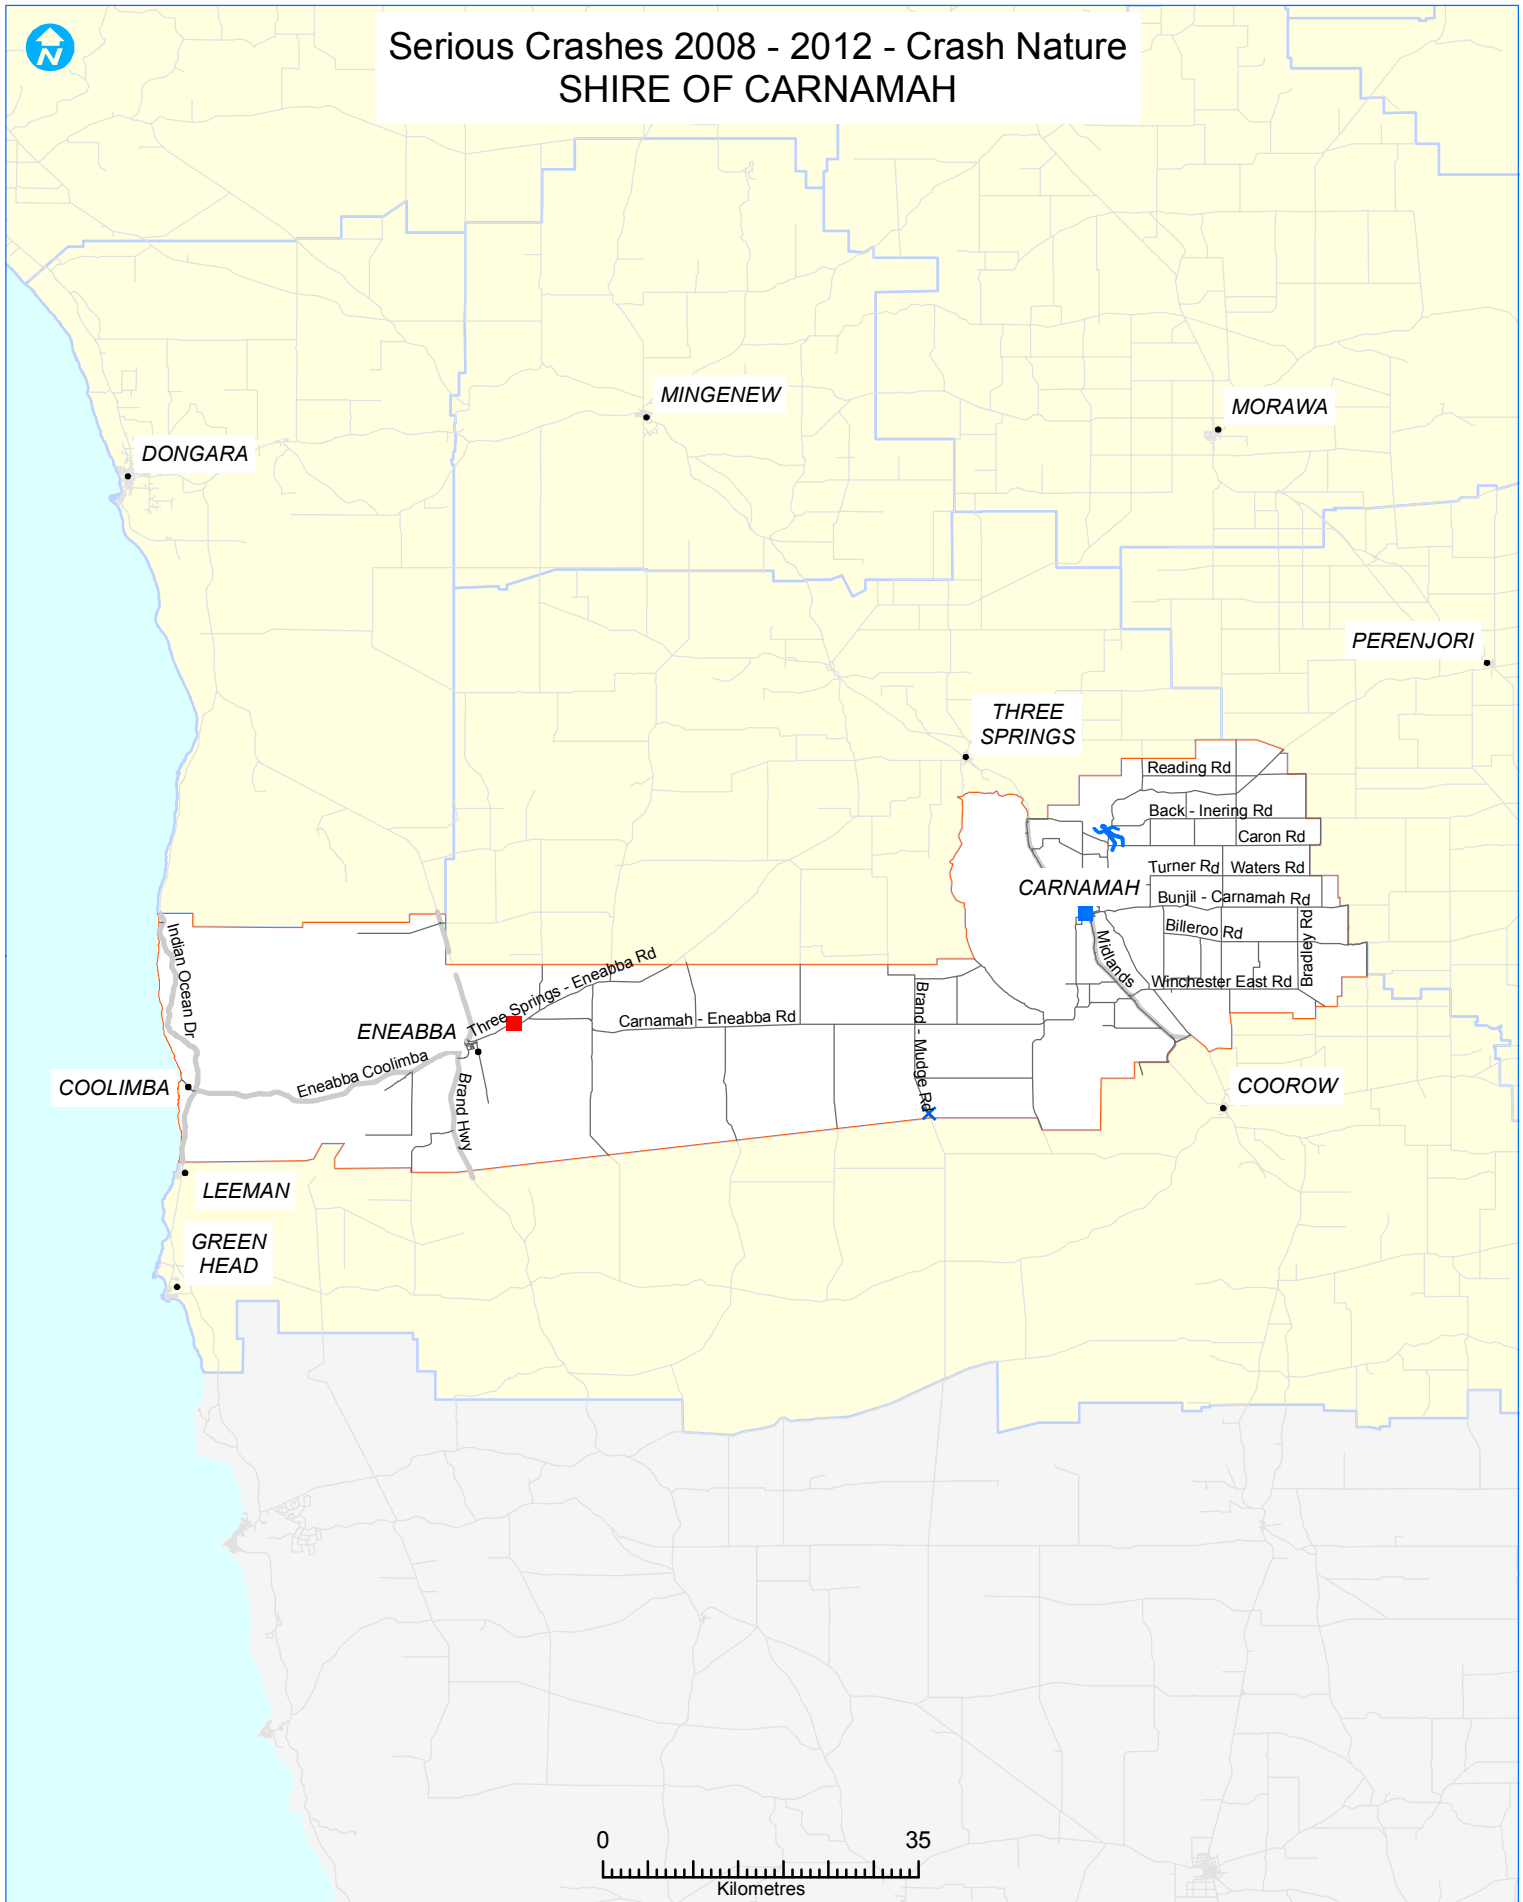 N
Serious Crashes 2008 - 2012 - Crash Nature
SHIRE OF CARNAMAH
MINGENEW
MORAWA
DONGARA
PERENJORI
THREE
SPRINGS
Reading Rd
Back - Inering Rd
Caron Rd
Turner Rd
Waters Rd
CARNAMAH
Bunjil - Carnamah Rd
Billeroo Rd
Bradley Rd
Midlands
Winchester East Rd
Indian Ocean Dr
Three Springs - Eneabba Rd
Carnamah - Eneabba Rd
Brand - Mudge Rd
ENEABBA
Eneabba Coolimba
Brand Hwy
COOLIMBA
COOROW
LEEMAN
GREEN
HEAD
0 35
Kilometres